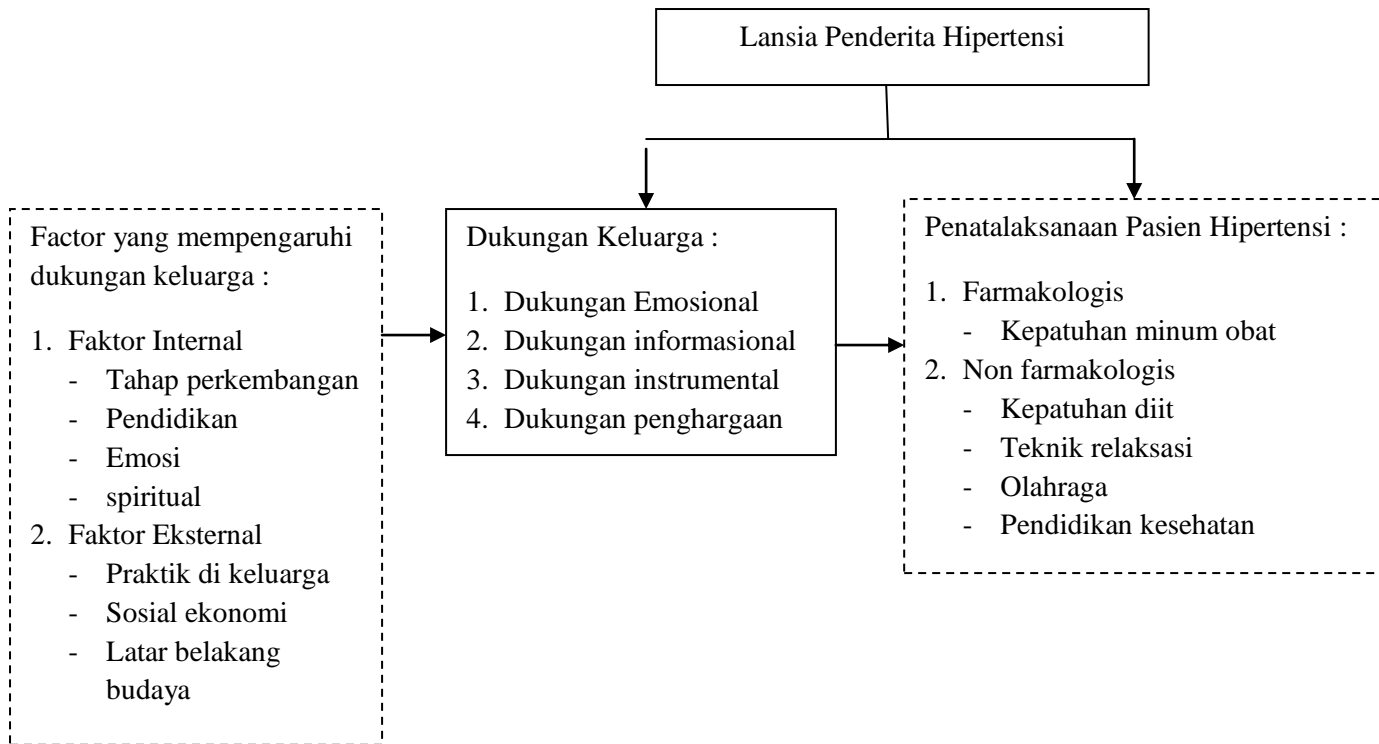 Lansia Penderita Hipertensi
Factor yang mempengaruhi
dukungan keluarga :
1. Faktor Internal
- Tahap perkembangan
- Pendidikan
- Emosi
- spiritual
2. Faktor Eksternal
- Praktik di keluarga
- Sosial ekonomi
- Latar belakang
budaya
Dukungan Keluarga :
1. Dukungan Emosional
2. Dukungan informasional
3. Dukungan instrumental
4. Dukungan penghargaan
Penatalaksanaan Pasien Hipertensi :
1. Farmakologis
- Kepatuhan minum obat
2. Non farmakologis
- Kepatuhan diit
- Teknik relaksasi
- Olahraga
- Pendidikan kesehatan